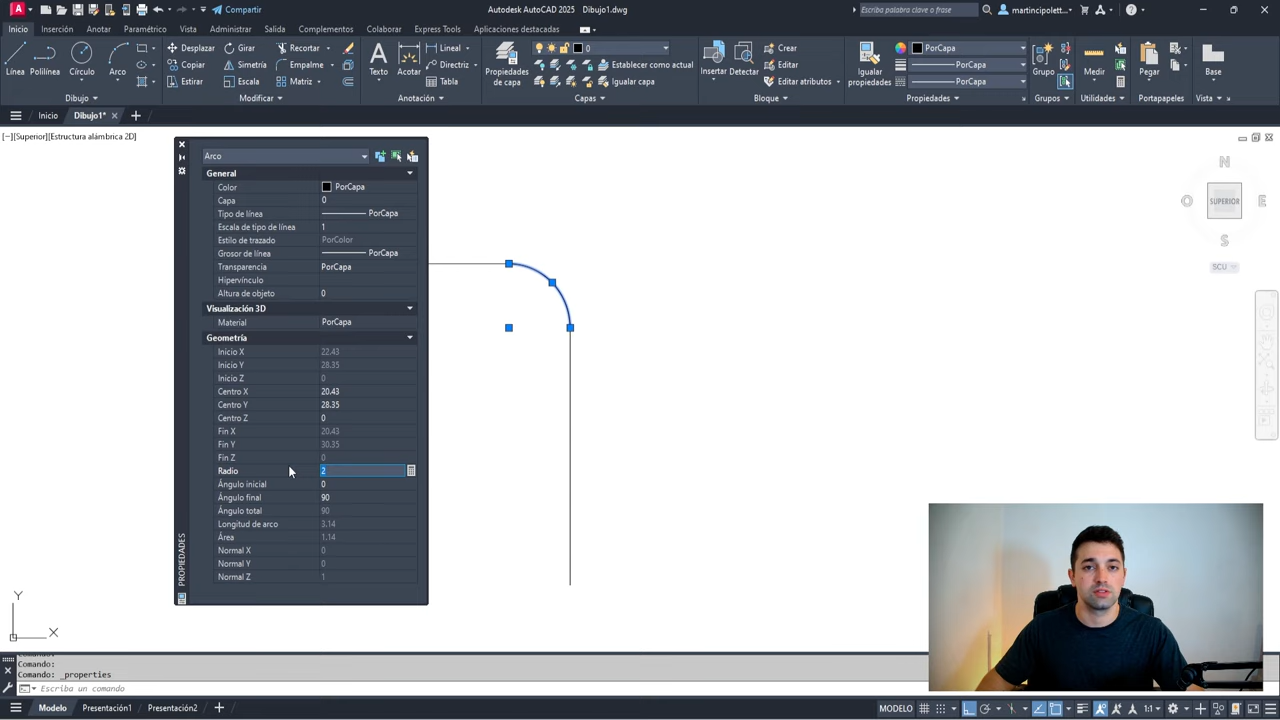 Compartir
Autodesk AutoCAD 2025 Dibujo1.dwg
Escriba palabra clave o frase
martincipolett...
Inicio Inserción Anotar Paramétrico Vista Administrar Salida Complementos Colaborar Express Tools Aplicaciones destacadas
Línea Polilínea Círculo Arco
Desplazar Girar Recortar
Copiar Simetría Empalme
Estirar Escala Matriz
Texto Acotar
Lineal
Directriz
Tabla
Propiedades de capa
0
Establecer como actual
Igualar capa
Insertar Detectar
Crear
Editar
Editar atributos
Igualar propiedades
PorCapa
PorCapa
PorCapa
Grupo
Medir
Pegar
Base
Dibujo Modificar Anotación Capas Bloque Propiedades Grupos Utilidades Portapapeles Vista
Inicio Dibujo1*
[−][Superior][Estructura alámbrica 2D]
Arco
General
Color PorCapa
Capa 0
Tipo de línea PorCapa
Escala de tipo de línea 1
Estilo de trazado PorColor
Grosor de línea PorCapa
Transparencia PorCapa
Hipervínculo
Altura de objeto 0
Visualización 3D
Material PorCapa
Geometría
Inicio X 22.43
Inicio Y 28.35
Inicio Z 0
Centro X 20.43
Centro Y 28.35
Centro Z 0
Fin X 20.43
Fin Y 30.35
Fin Z 0
Radio 2
Ángulo inicial 0
Ángulo final 90
Ángulo total 90
Longitud de arco 3.14
Área 1.14
Normal X 0
Normal Y 0
Normal Z 1
PROPIEDADES
N
O SUPERIOR E
S
SCU
Y
X
Comando:
Comando: _properties
Escriba un comando
Modelo Presentación1 Presentación2
MODELO
1:1